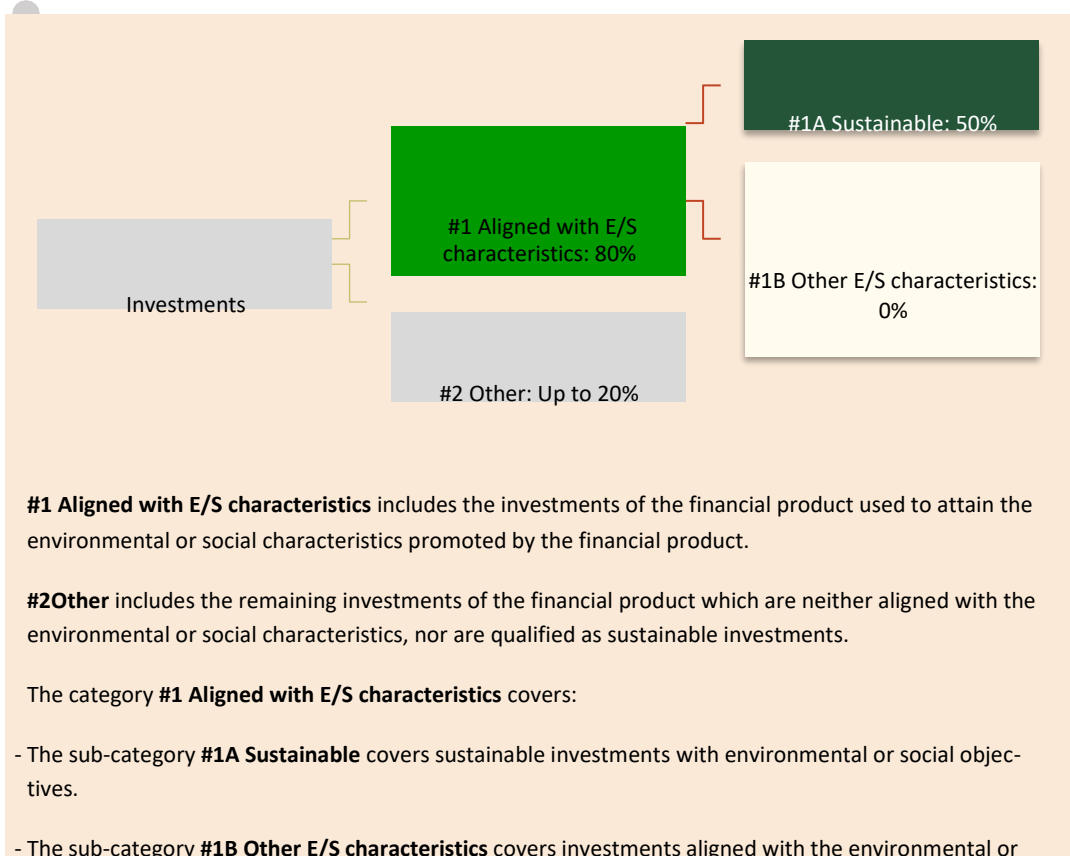 #1A Sustainable: 50%
#1 Aligned with E/S
characteristics: 80%
#1B Other E/S characteristics:
0%
Investments
#2 Other: Up to 20%
#1 Aligned with E/S characteristics includes the investments of the financial product used to attain the
environmental or social characteristics promoted by the financial product.
#2Other includes the remaining investments of the financial product which are neither aligned with the
environmental or social characteristics, nor are qualified as sustainable investments.
The category #1 Aligned with E/S characteristics covers:
- The sub-category #1A Sustainable covers sustainable investments with environmental or social objec-
tives.
- The sub-category #1B Other E/S characteristics covers investments aligned with the environmental or